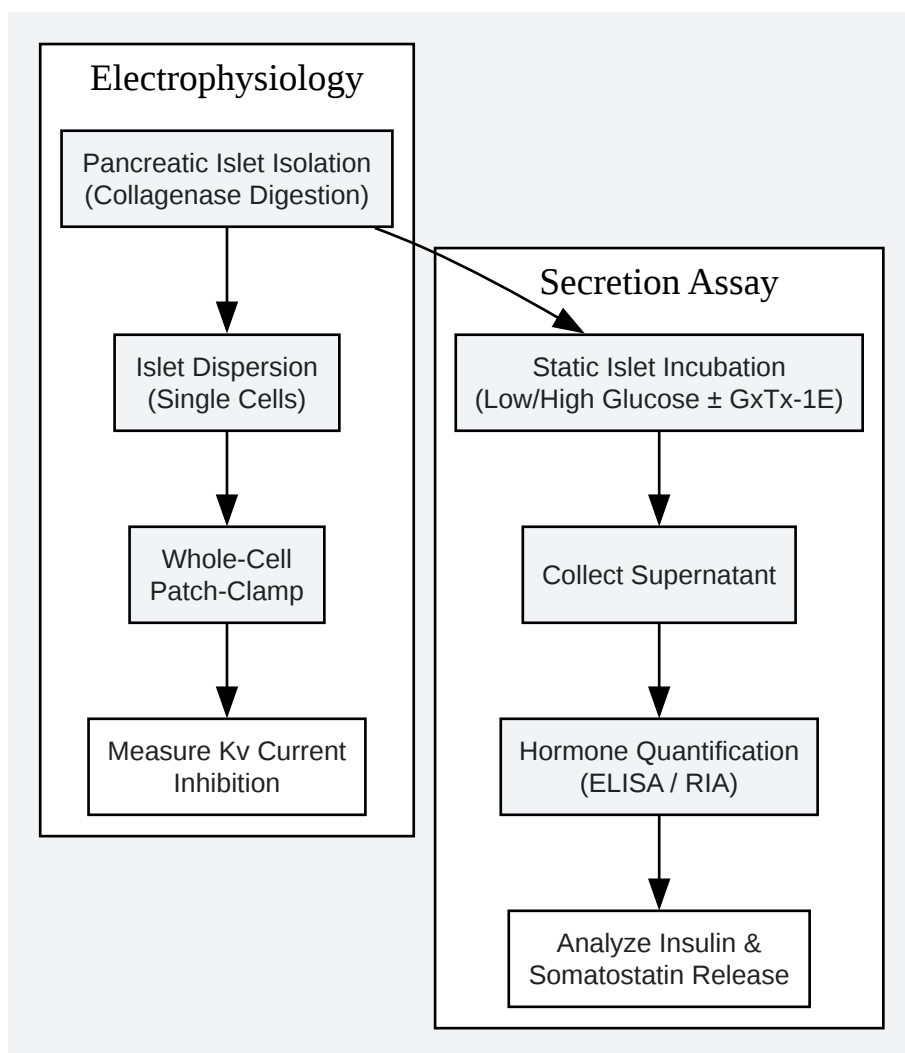 Electrophysiology
Pancreatic Islet Isolation
(Collagenase Digestion)
Islet Dispersion
(Single Cells)
Whole-Cell
Patch-Clamp
Measure Kv Current
Inhibition
Secretion Assay
Static Islet Incubation
(Low/High Glucose ± GxTx-1E)
Collect Supernatant
Hormone Quantification
(ELISA / RIA)
Analyze Insulin &
Somatostatin Release